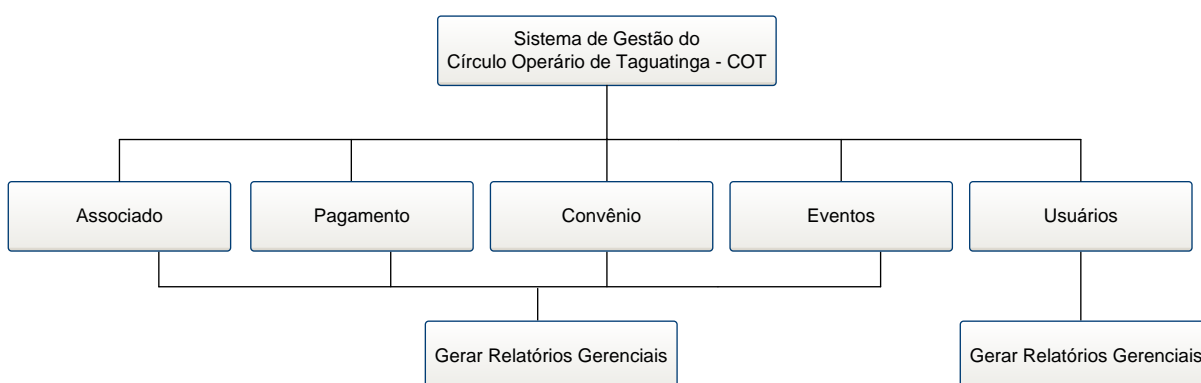 Sistema de Gestão do
Círculo Operário de Taguatinga - COT
Associado
Pagamento
Convênio
Eventos
Usuários
Gerar Relatórios Gerenciais
Gerar Relatórios Gerenciais